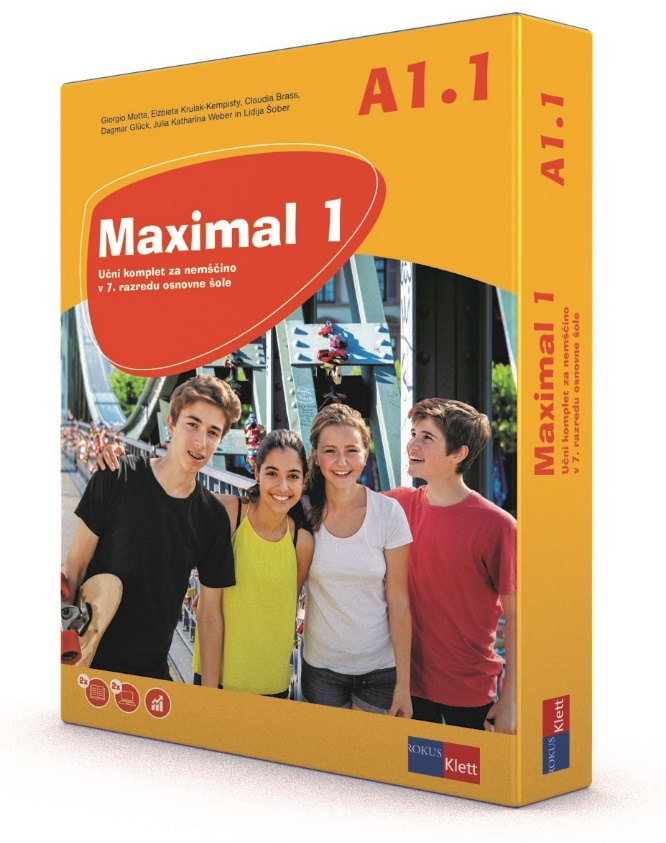 Giorgio Motta, Elżbieta Krulak-Kempisty, Claudia Brass,
Dagmar Glück, Julia Katharina Weber in Lidija Šober
A1.1
Maximal 1
Učni komplet za nemščino
v 7. razredu osnovne šole
2x
2x
ROKUS
Klett
A1.1
Maximal 1
Učni komplet za nemščino
v 7. razredu osnovne šole
ROKUS
Klett